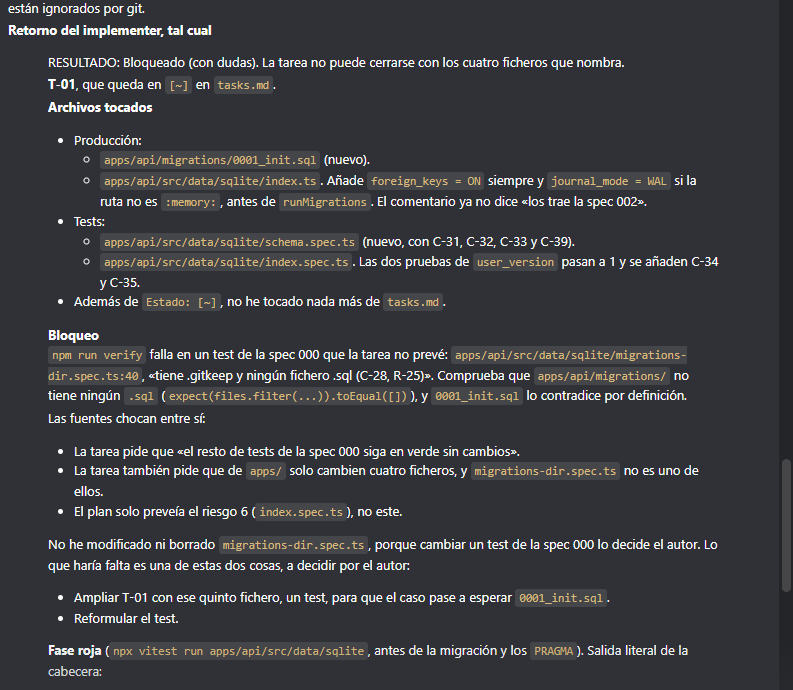 están ignorados por git.
Retorno del implementer, tal cual
RESULTADO: Bloqueado (con dudas). La tarea no puede cerrarse con los cuatro ficheros que nombra.
T-01, que queda en [~] en tasks.md.
Archivos tocados
• Producción:
◦ apps/api/migrations/0001_init.sql (nuevo).
◦ apps/api/src/data/sqlite/index.ts. Añade foreign_keys = ON siempre y journal_mode = WAL si la
ruta no es :memory:, antes de runMigrations. El comentario ya no dice «los trae la spec 002».
• Tests:
◦ apps/api/src/data/sqlite/schema.spec.ts (nuevo, con C-31, C-32, C-33 y C-39).
◦ apps/api/src/data/sqlite/index.spec.ts. Las dos pruebas de user_version pasan a 1 y se añaden C-34
y C-35.
• Además de Estado: [~], no he tocado nada más de tasks.md.
Bloqueo
npm run verify falla en un test de la spec 000 que la tarea no prevé: apps/api/src/data/sqlite/migrations-
dir.spec.ts:40, «tiene .gitkeep y ningún fichero .sql (C-28, R-25)». Comprueba que apps/api/migrations/ no
tiene ningún .sql (expect(files.filter(...)).toEqual([])), y 0001_init.sql lo contradice por definición.
Las fuentes chocan entre sí:
• La tarea pide que «el resto de tests de la spec 000 siga en verde sin cambios».
• La tarea también pide que de apps/ solo cambien cuatro ficheros, y migrations-dir.spec.ts no es uno de
ellos.
• El plan solo preveía el riesgo 6 (index.spec.ts), no este.
No he modificado ni borrado migrations-dir.spec.ts, porque cambiar un test de la spec 000 lo decide el autor. Lo
que haría falta es una de estas dos cosas, a decidir por el autor:
• Ampliar T-01 con ese quinto fichero, un test, para que el caso pase a esperar 0001_init.sql.
• Reformular el test.
Fase roja (npx vitest run apps/api/src/data/sqlite, antes de la migración y los PRAGMA). Salida literal de la
cabecera: